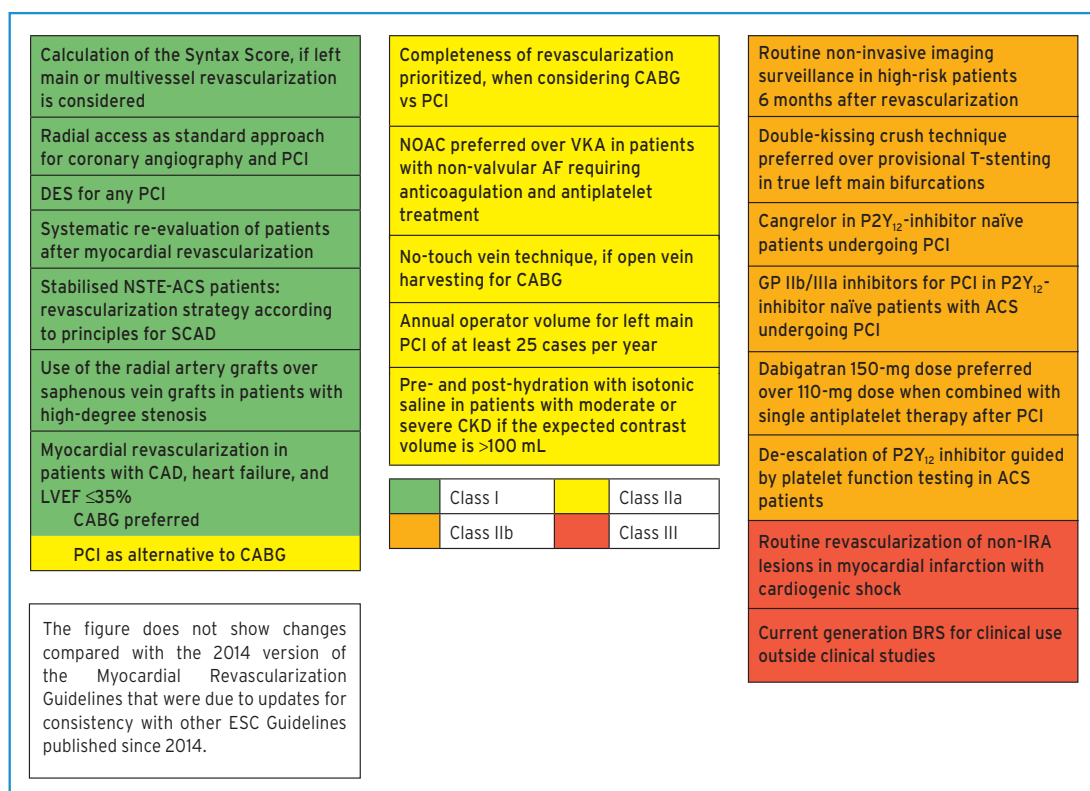 Calculation of the Syntax Score, if left
main or multivessel revascularization
is considered
Radial access as standard approach
for coronary angiography and PCI
DES for any PCI
Systematic re-evaluation of patients
after myocardial revascularization
Stabilised NSTE-ACS patients:
revascularization strategy according
to principles for SCAD
Use of the radial artery grafts over
saphenous vein grafts in patients with
high-degree stenosis
Myocardial revascularization in
patients with CAD, heart failure, and
LVEF ≤35%
CABG preferred
PCI as alternative to CABG
The figure does not show changes
compared with the 2014 version of
the Myocardial Revascularization
Guidelines that were due to updates for
consistency with other ESC Guidelines
published since 2014.
Completeness of revascularization
prioritized, when considering CABG
vs PCI
NOAC preferred over VKA in patients
with non-valvular AF requiring
anticoagulation and antiplatelet
treatment
No-touch vein technique, if open vein
harvesting for CABG
Annual operator volume for left main
PCI of at least 25 cases per year
Pre- and post-hydration with isotonic
saline in patients with moderate or
severe CKD if the expected contrast
volume is >100 mL
Class I
Class IIa
Class IIb
Class III
Routine non-invasive imaging
surveillance in high-risk patients
6 months after revascularization
Double-kissing crush technique
preferred over provisional T-stenting
in true left main bifurcations
Cangrelor in P2Y₁₂-inhibitor naïve
patients undergoing PCI
GP IIb/IIIa inhibitors for PCI in P2Y₁₂-
inhibitor naïve patients with ACS
undergoing PCI
Dabigatran 150-mg dose preferred
over 110-mg dose when combined with
single antiplatelet therapy after PCI
De-escalation of P2Y₁₂ inhibitor guided
by platelet function testing in ACS
patients
Routine revascularization of non-IRA
lesions in myocardial infarction with
cardiogenic shock
Current generation BRS for clinical use
outside clinical studies